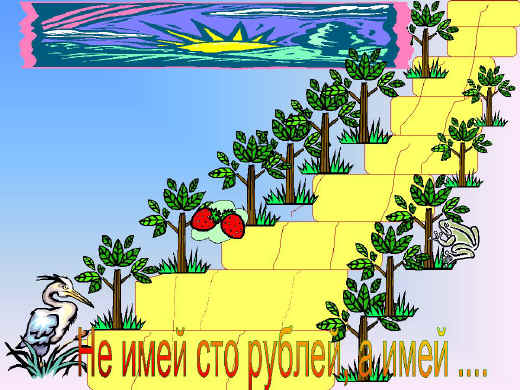 Не имей сто рублей, а имей ....